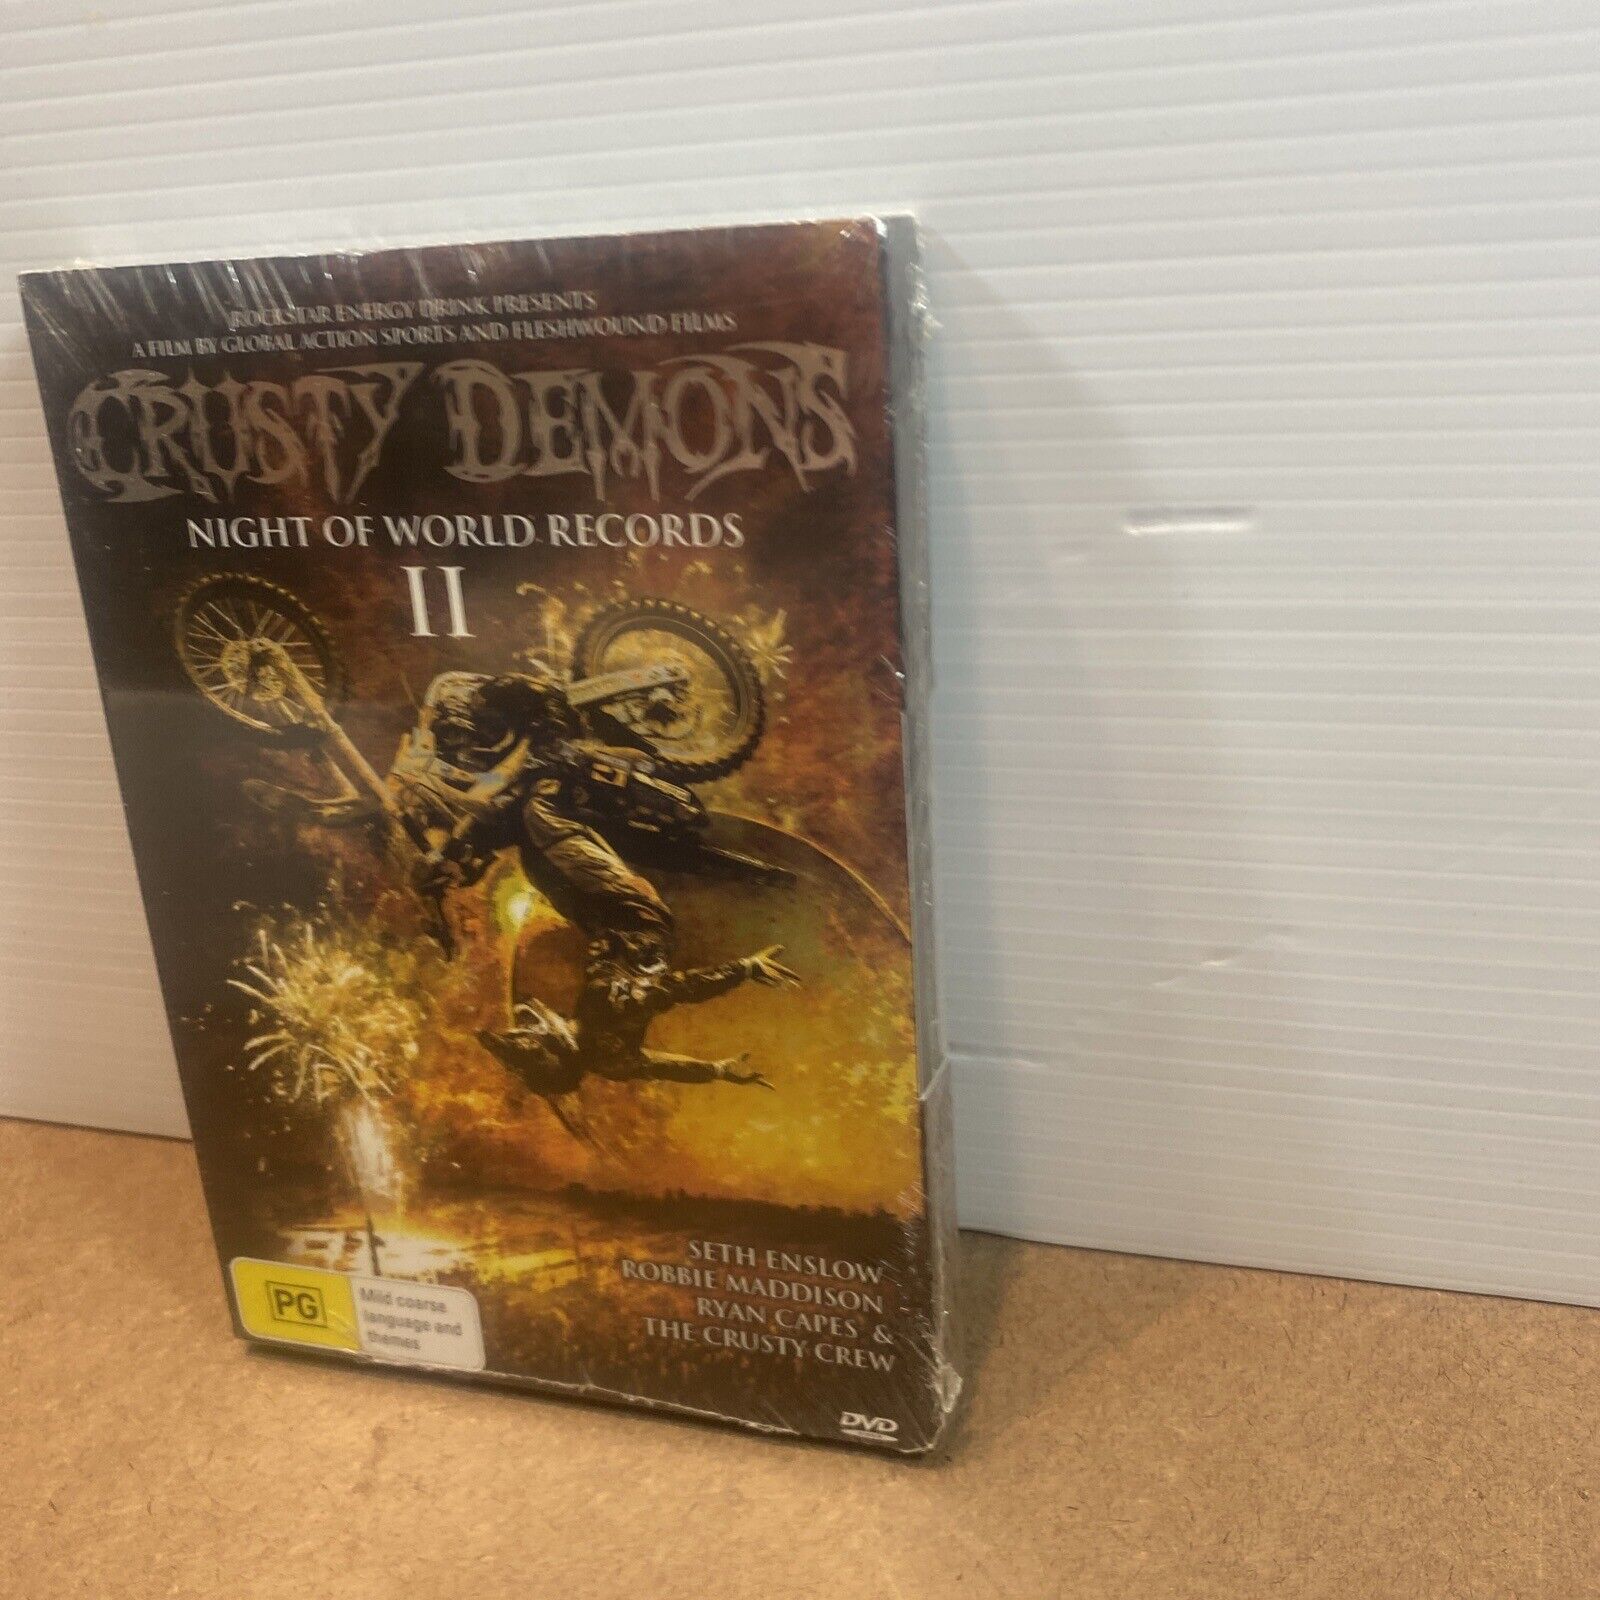 ROCKSTAR ENERGY DRINK PRESENTS
A FILM BY GLOBAL ACTION SPORTS AND FLESHWOUND FILMS
CRUSTY DEMONS
NIGHT OF WORLD RECORDS
II
SETH ENSLOW
ROBBIE MADDISON
RYAN CAPES &
THE CRUSTY CREW
PG
Mild coarse
language and
themes
DVD